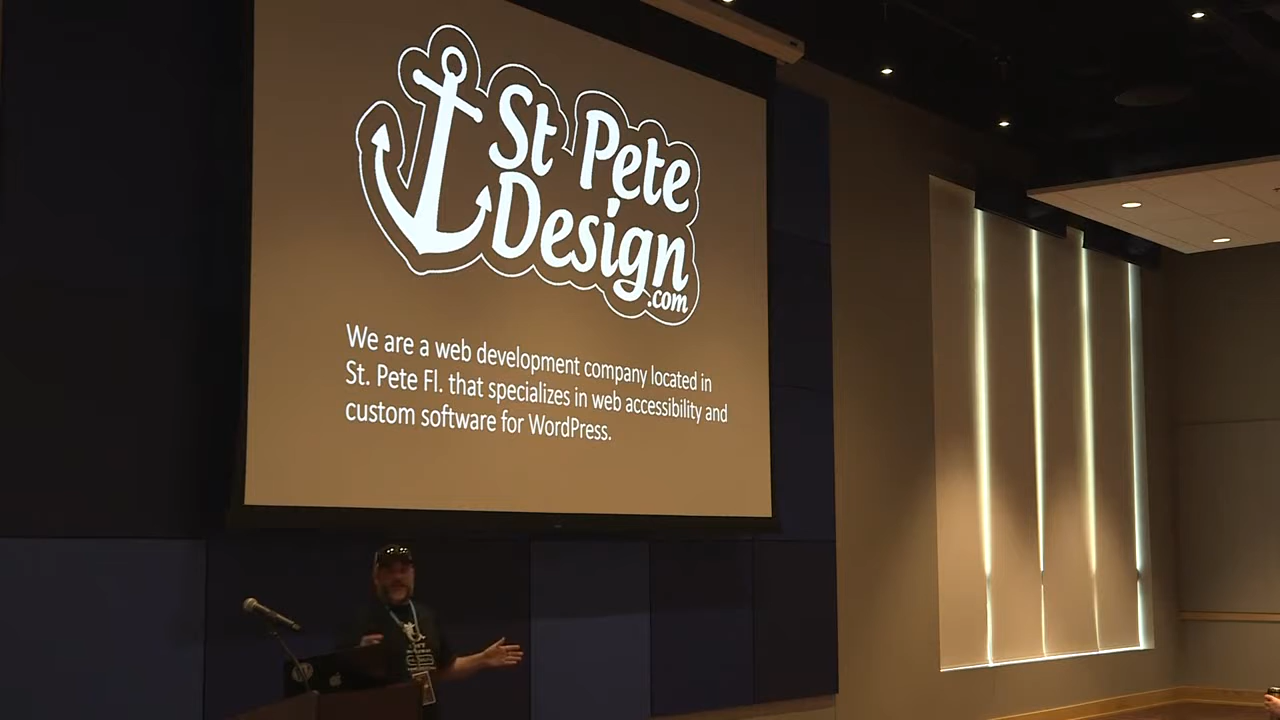 St Pete
Design
.com
We are a web development company located in
St. Pete Fl. that specializes in web accessibility and
custom software for WordPress.